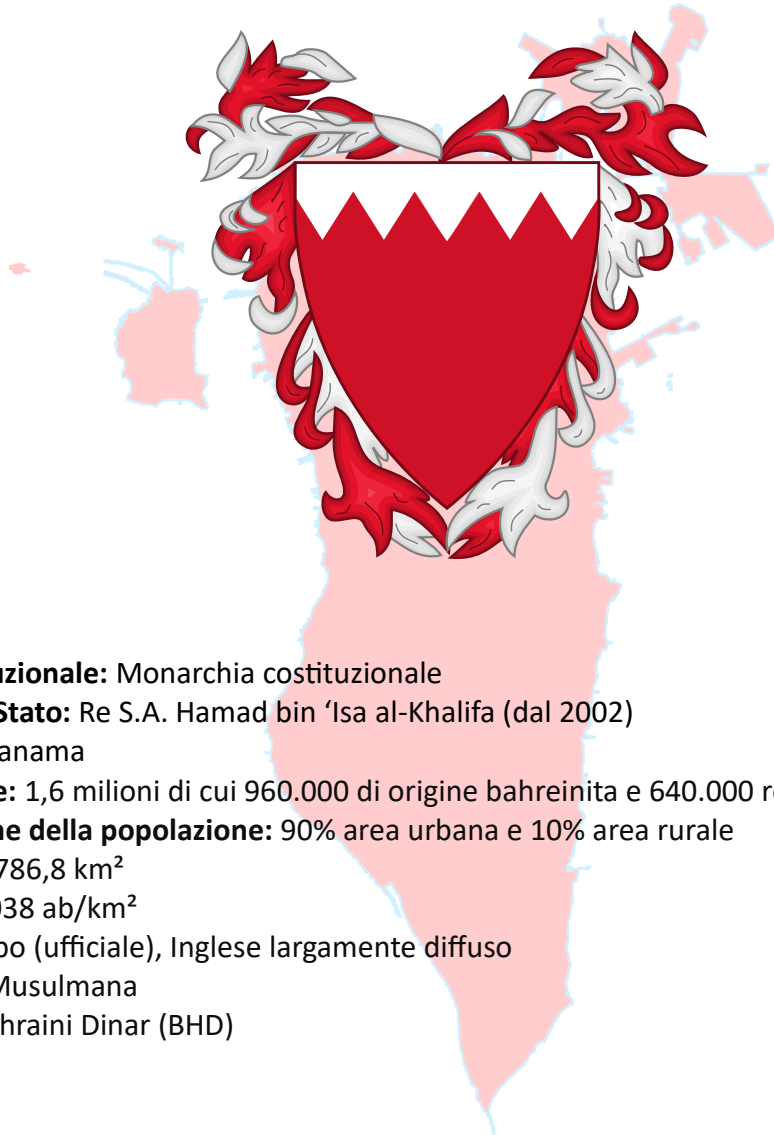 uzionale: Monarchia costituzionale
Stato: Re S.A. Hamad bin ‘Isa al-Khalifa (dal 2002)
anama
e: 1,6 milioni di cui 960.000 di origine bahreinita e 640.000 r
ne della popolazione: 90% area urbana e 10% area rurale
786,8 km²
038 ab/km²
bo (ufficiale), Inglese largamente diffuso
Musulmana
hraini Dinar (BHD)